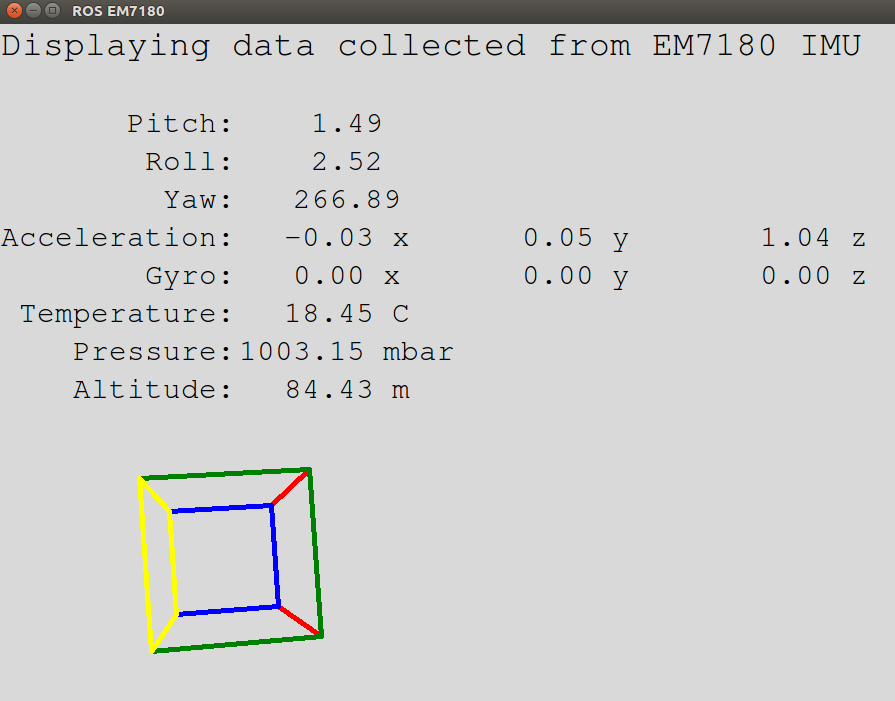 ROS EM7180
Displaying data collected from EM7180 IMU
Pitch: 1.49
Roll: 2.52
Yaw: 266.89
Acceleration: -0.03 x 0.05 y 1.04 z
Gyro: 0.00 x 0.00 y 0.00 z
Temperature: 18.45 C
Pressure: 1003.15 mbar
Altitude: 84.43 m